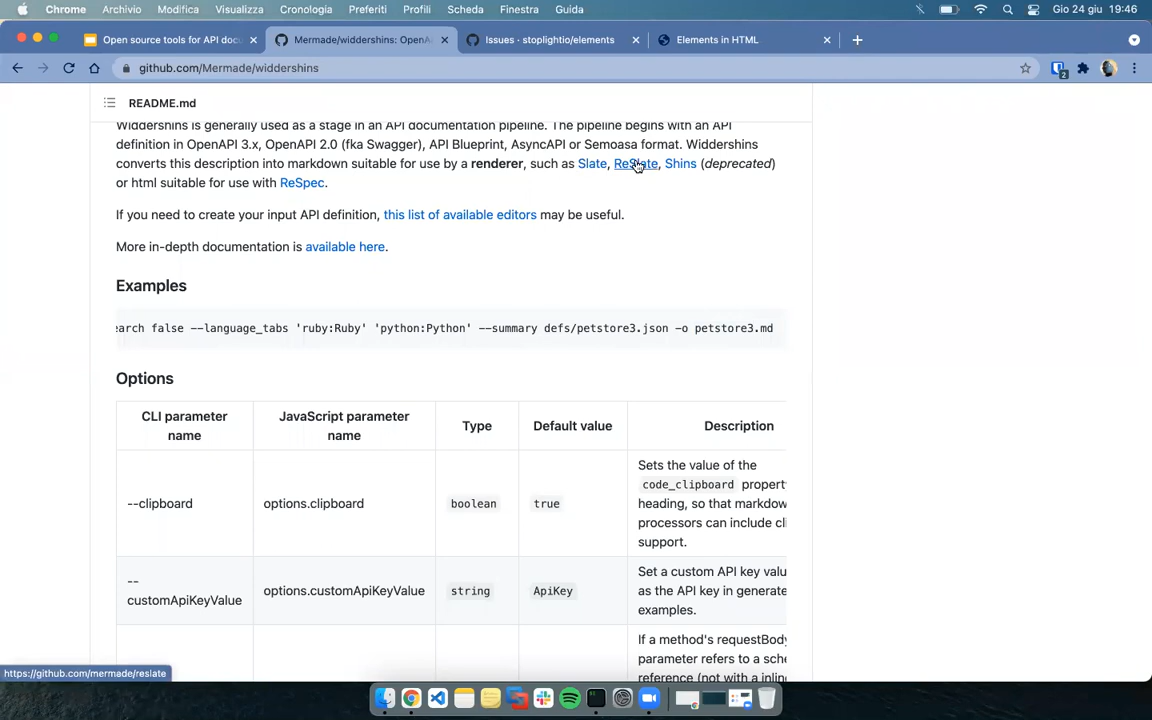 Chrome Archivio Modifica Visualizza Cronologia Preferiti Profili Scheda Finestra Guida Gio 24 giu 19:46
Open source tools for API docu Mermade/widdershins: OpenA Issues · stoplightio/elements Elements in HTML
github.com/Mermade/widdershins 2
README.md
Widdershins is generally used as a stage in an API documentation pipeline. The pipeline begins with an API
definition in OpenAPI 3.x, OpenAPI 2.0 (fka Swagger), API Blueprint, AsyncAPI or Semoasa format. Widdershins
converts this description into markdown suitable for use by a renderer, such as Slate, ReSlate, Shins (deprecated)
or html suitable for use with ReSpec.
If you need to create your input API definition, this list of available editors may be useful.
More in-depth documentation is available here.
Examples
earch false --language_tabs 'ruby:Ruby' 'python:Python' --summary defs/petstore3.json -o petstore3.md
Options
CLI parameter name JavaScript parameter name Type Default value Description
--clipboard options.clipboard boolean true
Sets the value of the
code_clipboard propert
heading, so that markdow
processors can include cli
support.
--
customApiKeyValue options.customApiKeyValue string ApiKey
Set a custom API key valu
as the API key in generate
examples.
If a method's requestBody
parameter refers to a sche
reference (not with a inlin
https://github.com/mermade/reslate